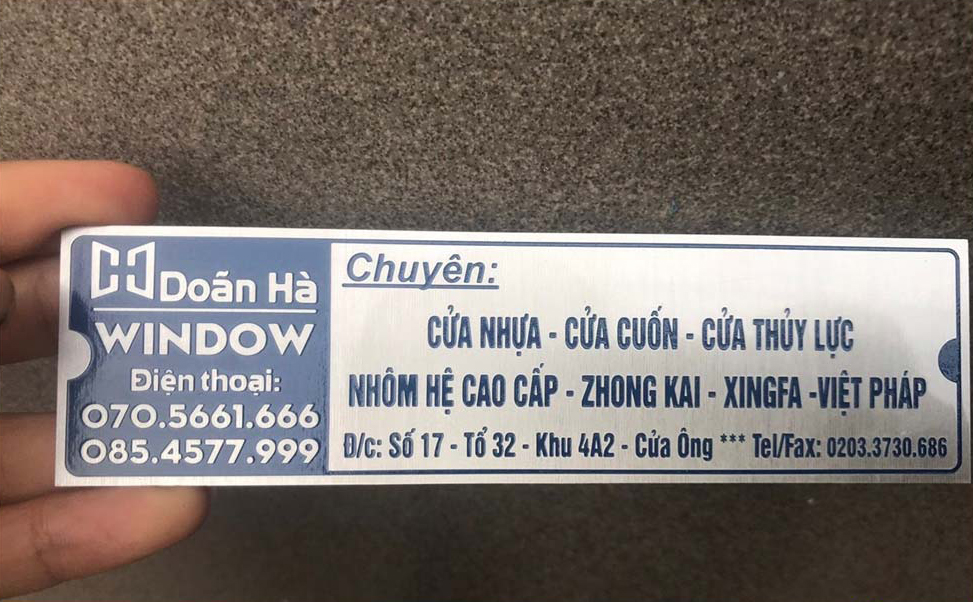 Doãn Hà
WINDOW
Điện thoại:
070.5661.666
085.4577.999
Chuyên:
CỬA NHỰA - CỬA CUỐN - CỬA THỦY LỰC
NHÔM HỆ CAO CẤP - ZHONG KAI - XINGFA -VIỆT PHÁP
Đ/c: Số 17 - Tổ 32 - Khu 4A2 - Cửa Ông *** Tel/Fax: 0203.3730.686